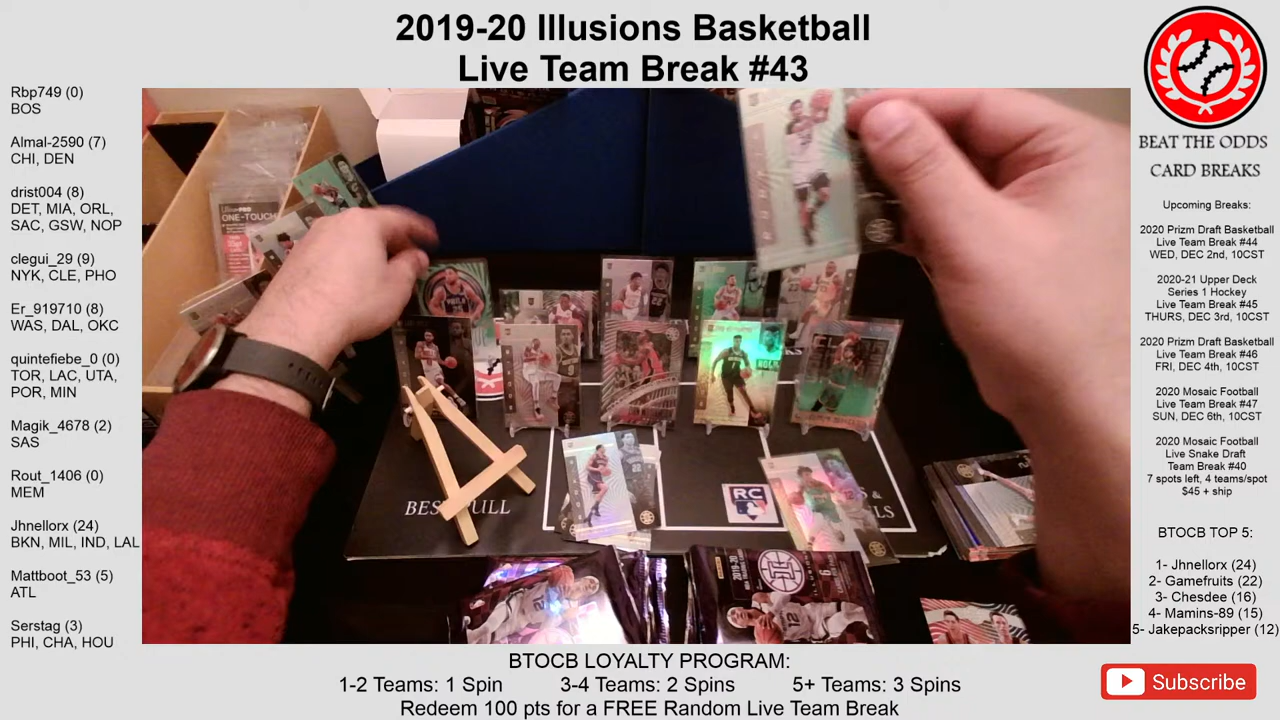 2019-20 Illusions Basketball
Live Team Break #43
Rbp749 (0)
BOS
Almal-2590 (7)
CHI, DEN
drist004 (8)
DET, MIA, ORL,
SAC, GSW, NOP
clegui_29 (9)
NYK, CLE, PHO
Er_919710 (8)
WAS, DAL, OKC
quintefiebe_0 (0)
TOR, LAC, UTA,
POR, MIN
Magik_4678 (2)
SAS
Rout_1406 (0)
MEM
Jhnellorx (24)
BKN, MIL, IND, LAL
Mattboot_53 (5)
ATL
Serstag (3)
PHI, CHA, HOU
ONE-TOUCH
PHILA
22
RC
2019-20
6
12
12
BEAT THE ODDS
CARD BREAKS
Upcoming Breaks:
2020 Prizm Draft Basketball
Live Team Break #44
WED, DEC 2nd, 10CST
2020-21 Upper Deck
Series 1 Hockey
Live Team Break #45
THURS, DEC 3rd, 10CST
2020 Prizm Draft Basketball
Live Team Break #46
FRI, DEC 4th, 10CST
2020 Mosaic Football
Live Team Break #47
SUN, DEC 6th, 10CST
2020 Mosaic Football
Live Snake Draft
Team Break #40
7 spots left, 4 teams/spot
$45 + ship
BTOCB TOP 5:
1- Jhnellorx (24)
2- Gamefruits (22)
3- Chesdee (16)
4- Mamins-89 (15)
5- Jakepacksripper (12)
BTOCB LOYALTY PROGRAM:
1-2 Teams: 1 Spin 3-4 Teams: 2 Spins 5+ Teams: 3 Spins
Redeem 100 pts for a FREE Random Live Team Break
Subscribe